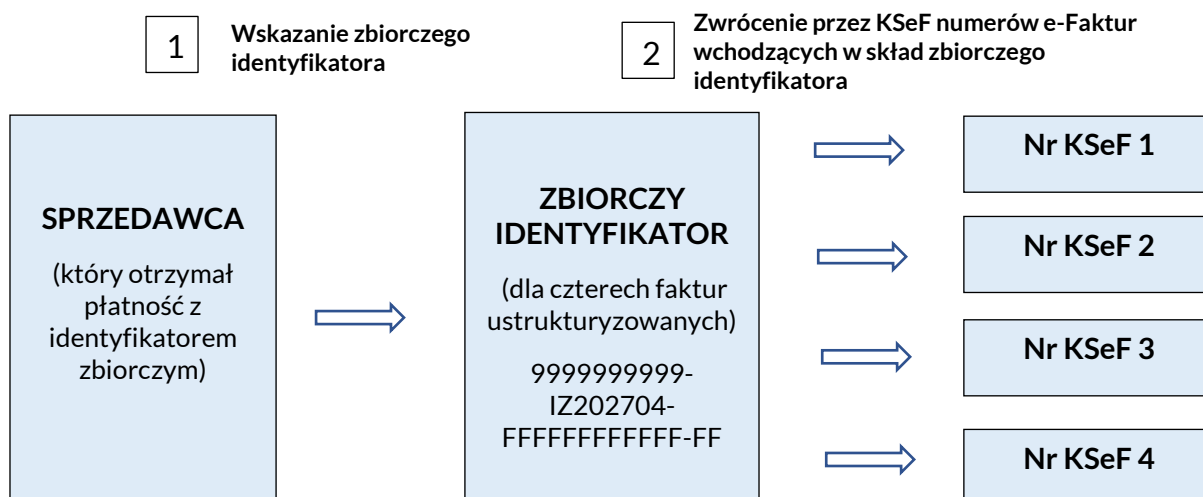 1
Wskazanie zbiorczego
identyfikatora
2
Zwrócenie przez KSeF numerów e-Faktur
wchodzących w skład zbiorczego
identyfikatora
SPRZEDAWCA
(który otrzymał
płatność z
identyfikatorem
zbiorczym)
ZBIORCZY
IDENTYFIKATOR
(dla czterech faktur
ustrukturyzowanych)
9999999999-
IZ202704-
FFFFFFFFFFFF-FF
Nr KSeF 1
Nr KSeF 2
Nr KSeF 3
Nr KSeF 4